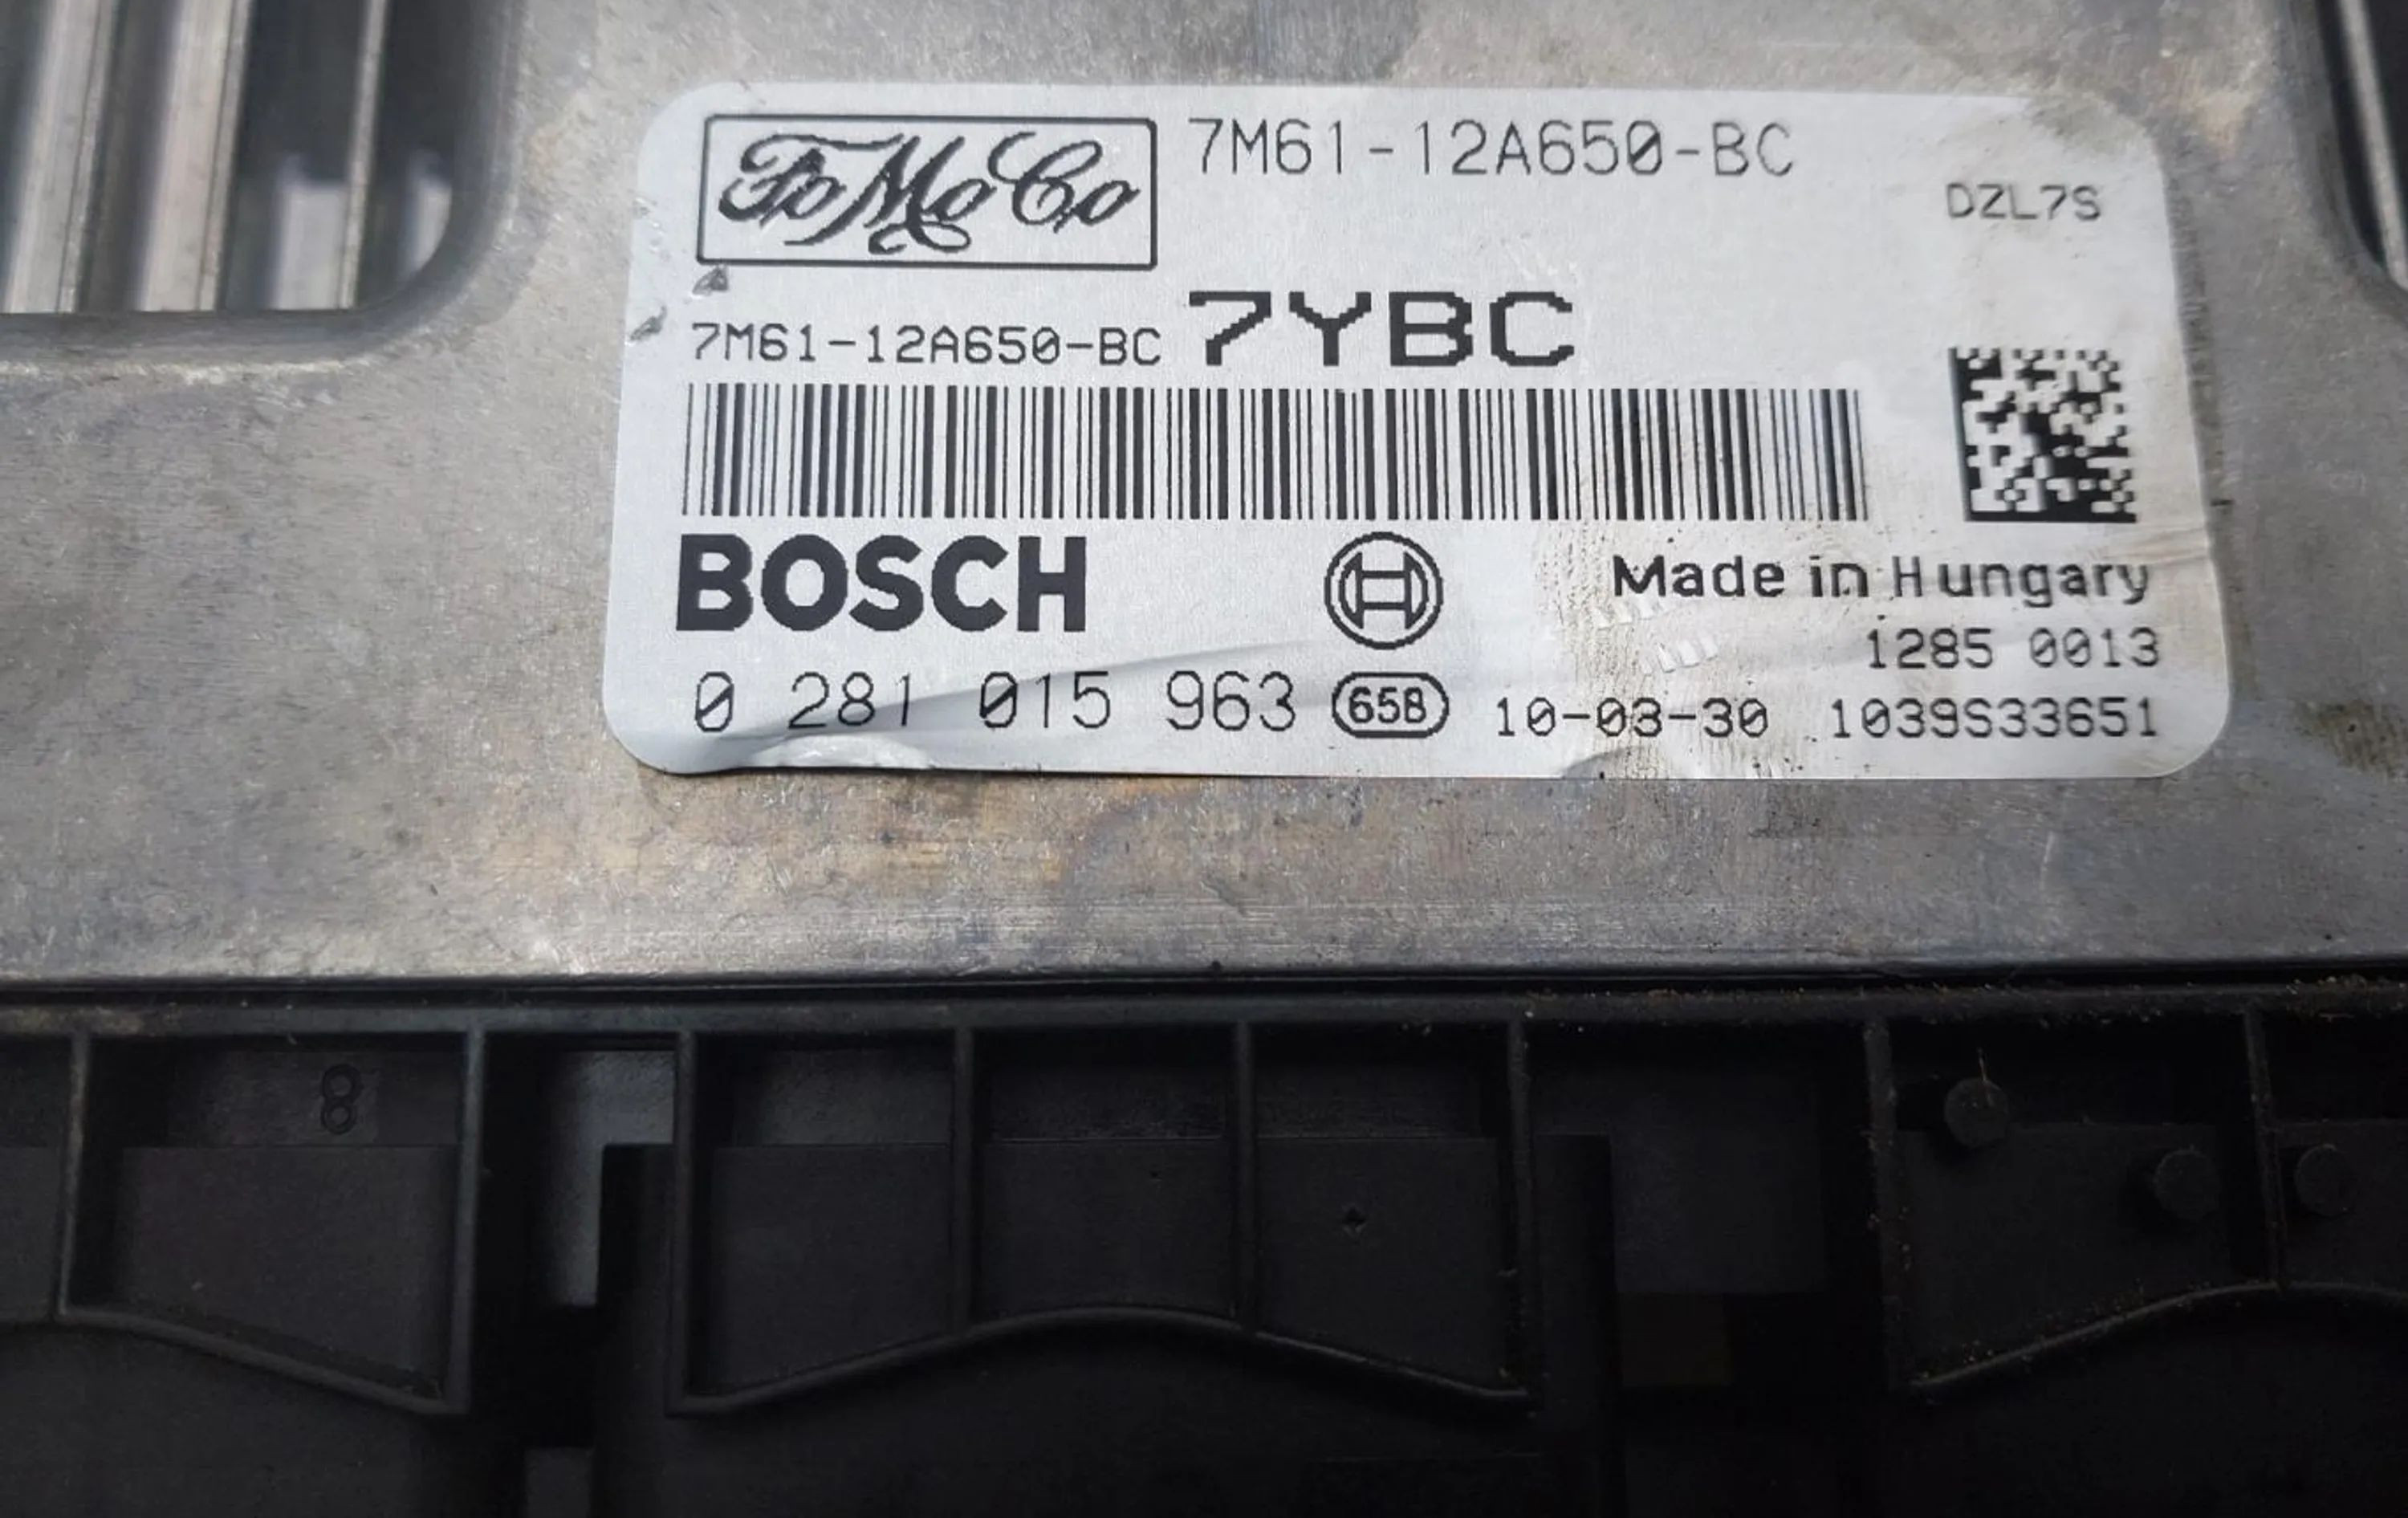 FoMoCo 7M61-12A650-BC
DZL7S
7M61-12A650-BC 7YBC
BOSCH
Made in Hungary
1285 0013
0 281 015 963 658 10-03-30 1039S33651
8